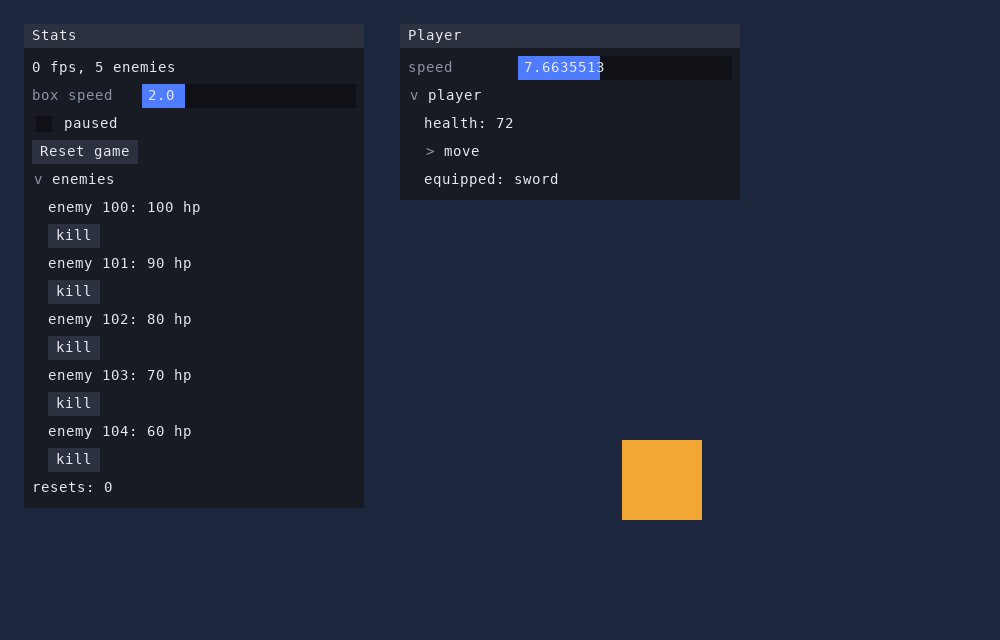 Stats
0 fps, 5 enemies
box speed 2.0
paused
Reset game
v enemies
enemy 100: 100 hp
kill
enemy 101: 90 hp
kill
enemy 102: 80 hp
kill
enemy 103: 70 hp
kill
enemy 104: 60 hp
kill
resets: 0
Player
speed 7.6635513
v player
health: 72
> move
equipped: sword